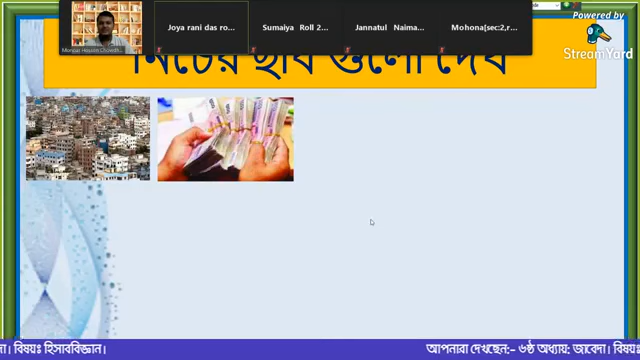 Powered by
StreamYard
Joya rani das ro...
Sumaiya Roll 2...
Jannatul Naima...
Mohona[sec:2,r...
নিচের ছবি গুলো দেখ
দা। বিষয়ঃ হিসাববিজ্ঞান।
আপনারা দেখছেন:- ৬ষ্ঠ অধ্যায়: জাবেদা। বিষয়ঃ